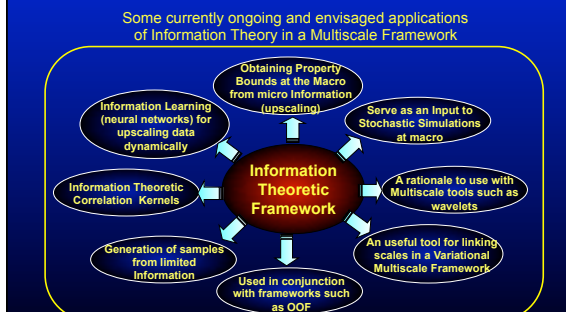 Some currently ongoing and envisaged applications
of Information Theory in a Multiscale Framework
Obtaining Property
Bounds at the Macro
from micro Information
(upscaling)
Information Learning
(neural networks) for
upscaling data
dynamically
Serve as an Input to
Stochastic Simulations
at macro
Information
Theoretic
Framework
Information Theoretic
Correlation Kernels
A rationale to use with
Multiscale tools such as
wavelets
Generation of samples
from limited
Information
An useful tool for linking
scales in a Variational
Multiscale Framework
Used in conjunction
with frameworks such
as OOF